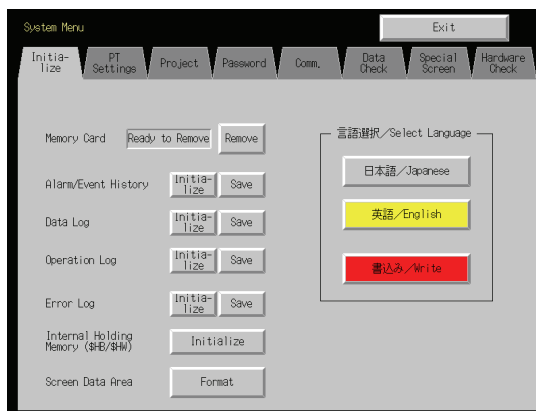 System Menu
Exit
Initia-
lize
PT
Settings
Project
Password
Comm.
Data
Check
Special
Screen
Hardware
Check
Memory Card
Ready to Remove
Remove
Alarm/Event History
Initia-
lize
Save
Data Log
Initia-
lize
Save
Operation Log
Initia-
lize
Save
Error Log
Initia-
lize
Save
Internal Holding
Memory ($HB/$HW)
Initialize
Screen Data Area
Format
言語選択/Select Language
日本語/Japanese
英語/English
書込み/Write